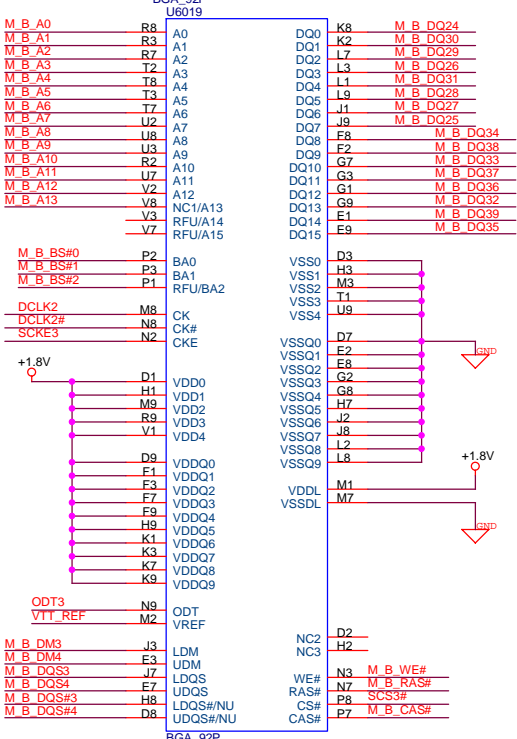 BGA_92P
U6019
M_B_A0 R8 A0 DQ0 K8 M_B_DQ24
M_B_A1 R3 A1 DQ1 K2 M_B_DQ30
M_B_A2 R7 A2 DQ2 L7 M_B_DQ29
M_B_A3 T2 A3 DQ3 L3 M_B_DQ26
M_B_A4 T8 A4 DQ4 L1 M_B_DQ31
M_B_A5 T3 A5 DQ5 L9 M_B_DQ28
M_B_A6 T7 A6 DQ6 J1 M_B_DQ27
M_B_A7 U2 A7 DQ7 J9 M_B_DQ25
M_B_A8 U8 A8 DQ8 F8 M_B_DQ34
M_B_A9 U3 A9 DQ9 F2 M_B_DQ38
M_B_A10 R2 A10 DQ10 G7 M_B_DQ33
M_B_A11 U7 A11 DQ11 G3 M_B_DQ37
M_B_A12 V2 A12 DQ12 G1 M_B_DQ36
M_B_A13 V8 NC1/A13 DQ13 G9 M_B_DQ32
V3 RFU/A14 DQ14 E1 M_B_DQ39
V7 RFU/A15 DQ15 E9 M_B_DQ35
M_B_BS#0 P2 BA0 VSS0 D3
M_B_BS#1 P3 BA1 VSS1 H3
M_B_BS#2 P1 RFU/BA2 VSS2 M3
VSS3 T1
DCLK2 M8 CK VSS4 U9
DCLK2# N8 CK#
SCKE3 N2 CKE VSSQ0 D7
VSSQ1 E2
GND
+1.8V VSSQ2 E8
D1 VDD0 VSSQ3 G2
H1 VDD1 VSSQ4 G8
M9 VDD2 VSSQ5 H7
R9 VDD3 VSSQ6 J2
V1 VDD4 VSSQ7 J8
VSSQ8 L2
D9 VDDQ0 VSSQ9 L8
+1.8V
F1 VDDQ1
F3 VDDQ2 VDDL M1
F7 VDDQ3 VSSDL M7
F9 VDDQ4
H9 VDDQ5 GND
K1 VDDQ6
K3 VDDQ7
K7 VDDQ8
K9 VDDQ9
ODT3 N9 ODT
VTT_REF M2 VREF
NC2 D2
M_B_DM3 J3 LDM NC3 H2
M_B_DM4 E3 UDM
M_B_DQS3 J7 LDQS WE# N3 M_B_WE#
M_B_DQS4 E7 UDQS RAS# N7 M_B_RAS#
M_B_DQS#3 H8 LDQS#/NU CS# P8 SCS3#
M_B_DQS#4 D8 UDQS#/NU CAS# P7 M_B_CAS#
BGA_92P